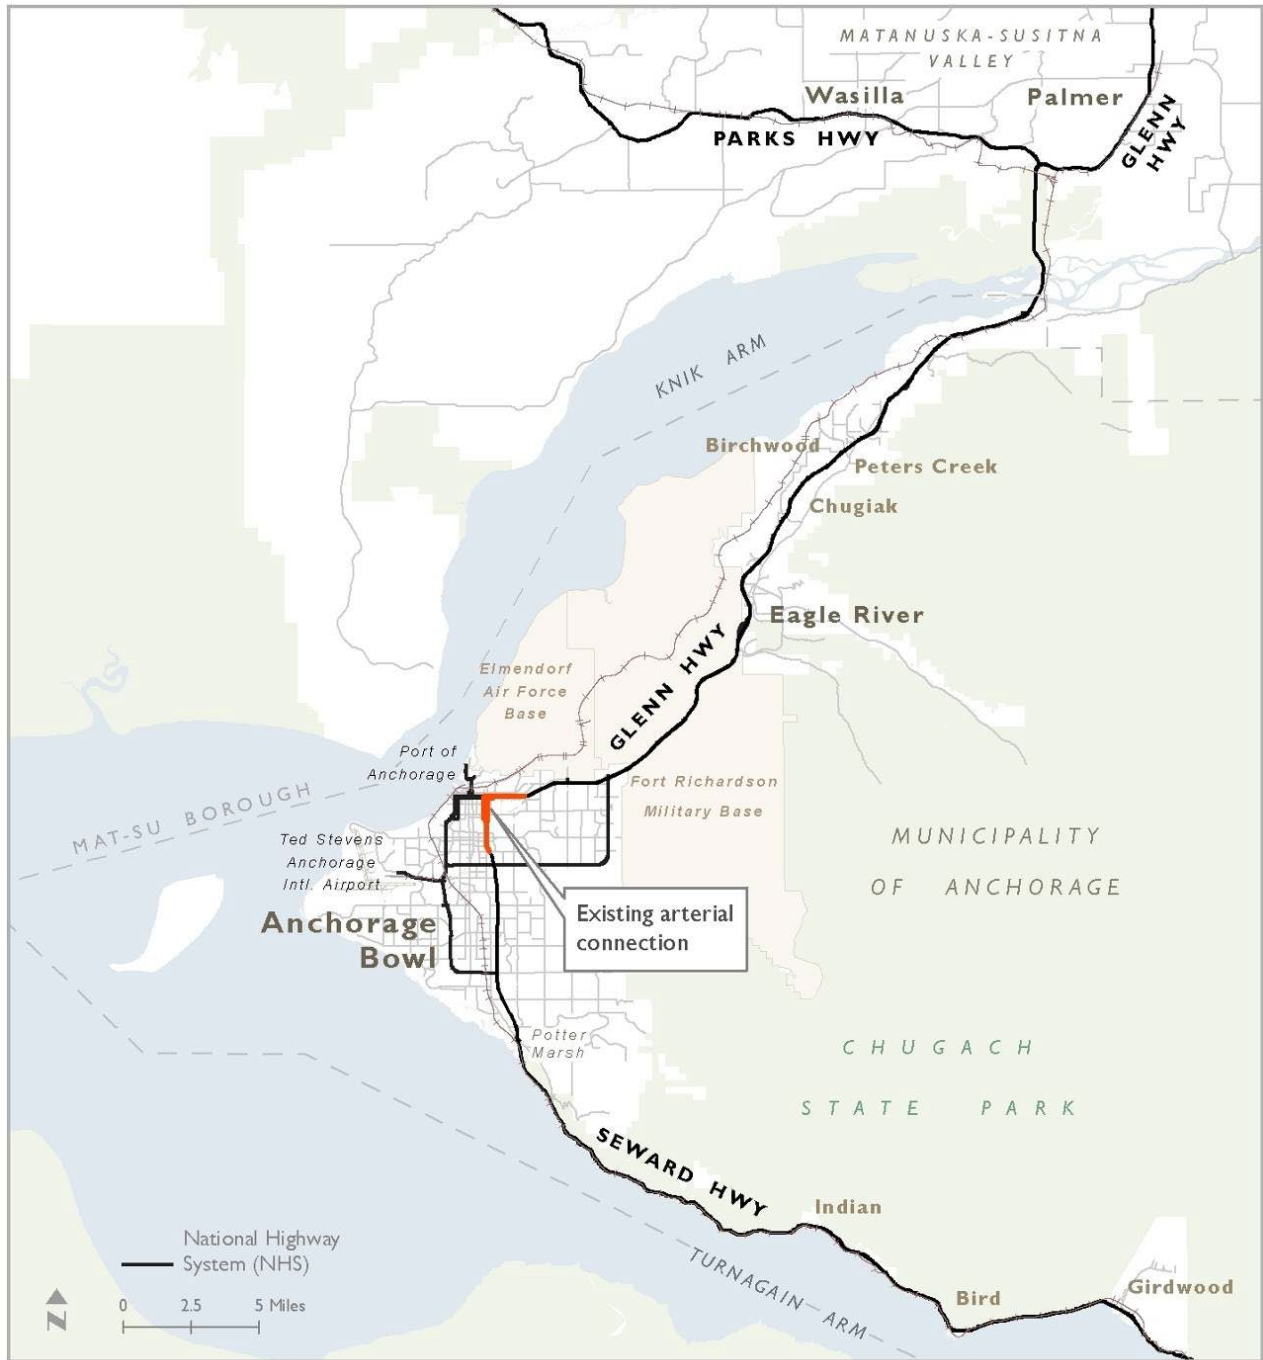 MATANUSKA-SUSITNA
VALLEY
Wasilla
Palmer
PARKS HWY
GLENN
HWY
KNIK ARM
Birchwood
Peters Creek
Chugiak
Eagle River
GLENN HWY
Elmendorf
Air Force
Base
Port of
Anchorage
Fort Richardson
Military Base
MAT-SU BOROUGH
Ted Stevens
Anchorage
Intl. Airport
MUNICIPALITY
OF ANCHORAGE
Anchorage
Bowl
Existing arterial
connection
Potter
Marsh
CHUGACH
STATE PARK
SEWARD HWY
Indian
TURNAGAIN ARM
Bird
Girdwood
National Highway
System (NHS)
N
0 2.5 5 Miles